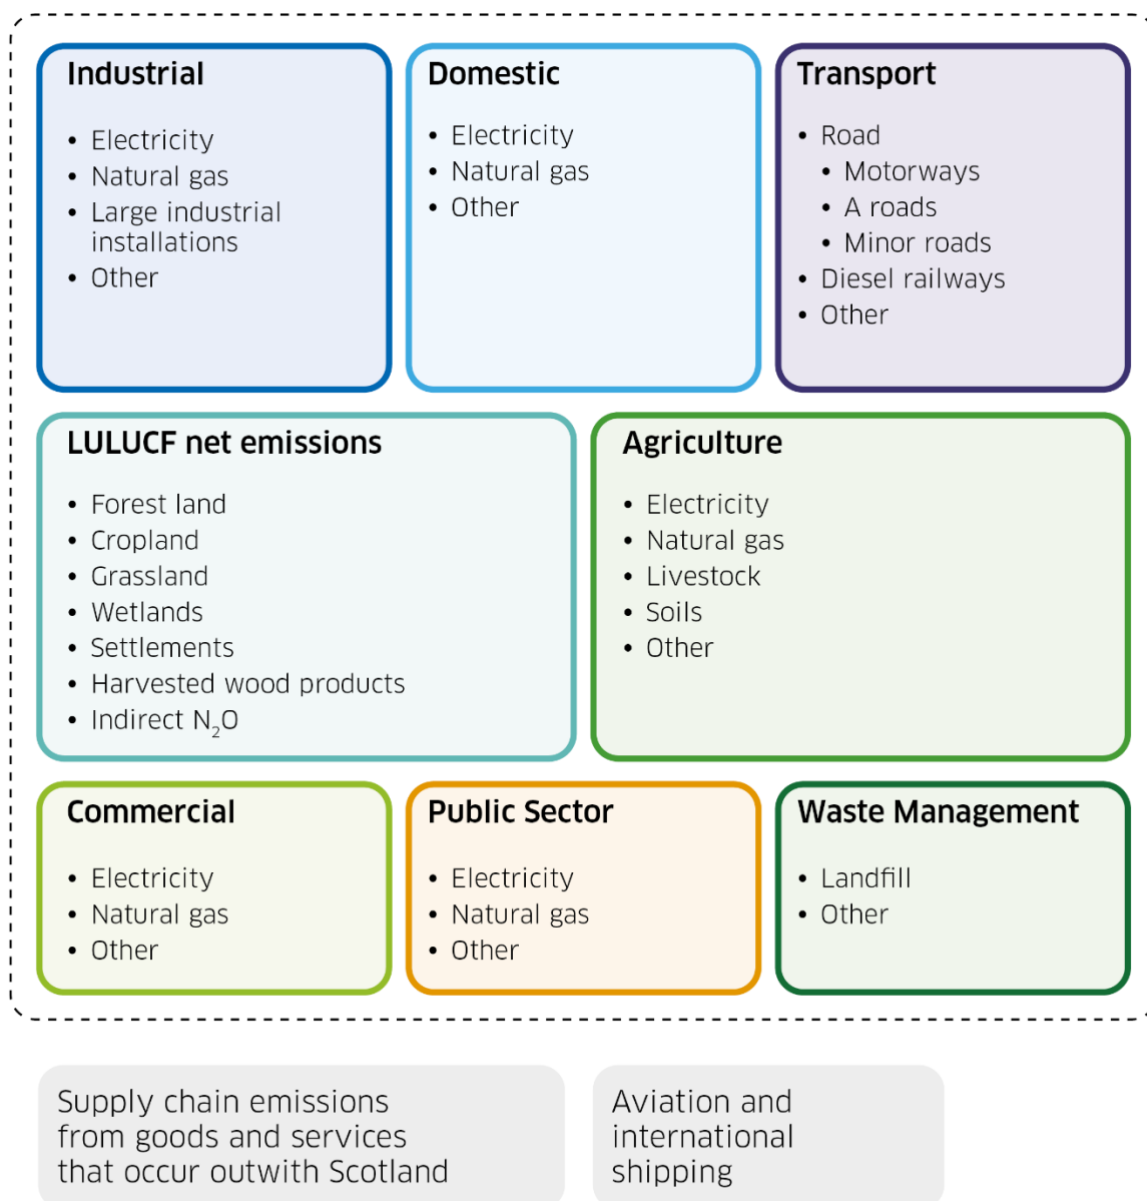 Industrial
• Electricity
• Natural gas
• Large industrial
installations
• Other
Domestic
• Electricity
• Natural gas
• Other
Transport
• Road
• Motorways
• A roads
• Minor roads
• Diesel railways
• Other
LULUCF net emissions
• Forest land
• Cropland
• Grassland
• Wetlands
• Settlements
• Harvested wood products
• Indirect N₂O
Agriculture
• Electricity
• Natural gas
• Livestock
• Soils
• Other
Commercial
• Electricity
• Natural gas
• Other
Public Sector
• Electricity
• Natural gas
• Other
Waste Management
• Landfill
• Other
Supply chain emissions
from goods and services
that occur outwith Scotland
Aviation and
international
shipping